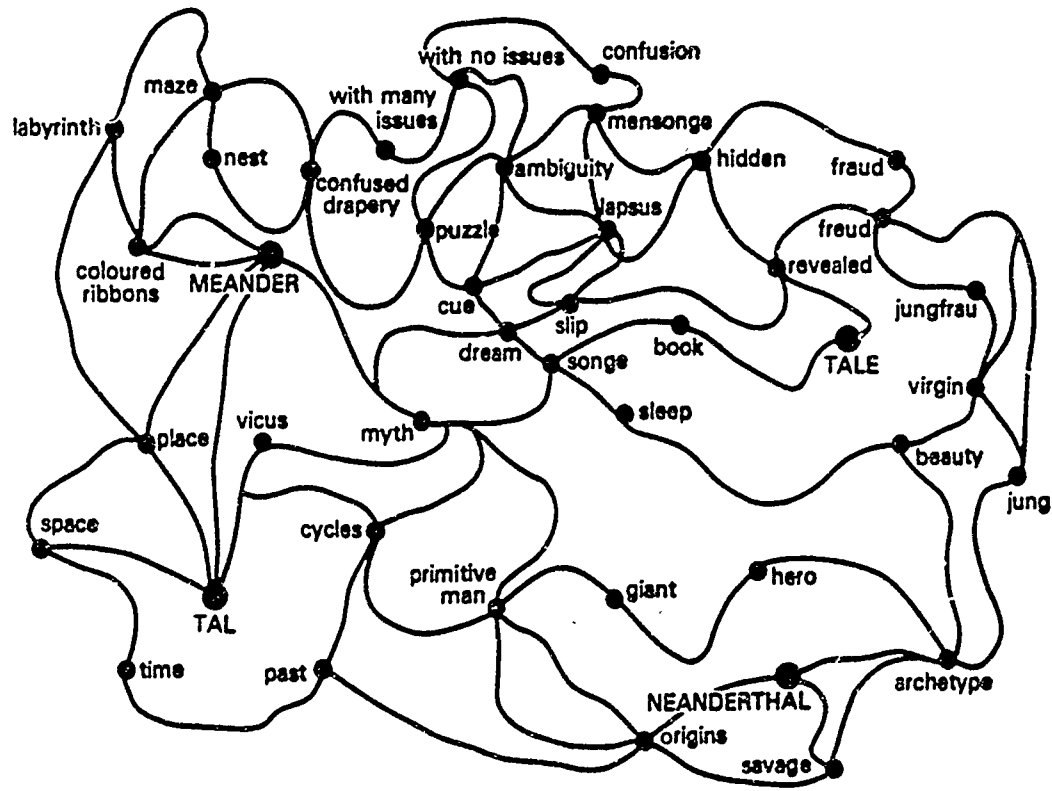 with no issues
confusion
maze
with many
issues
mensonge
labyrinth
nest
ambiguity
hidden
fraud
confused
drapery
lapsus
puzzle
freud
coloured
ribbons
MEANDER
revealed
cue
slip
jungfrau
dream
songe
book
TALE
virgin
vicus
myth
sleep
place
beauty
jung
space
cycles
primitive
man
giant
hero
TAL
time
past
NEANDERTHAL
archetype
origins
savage